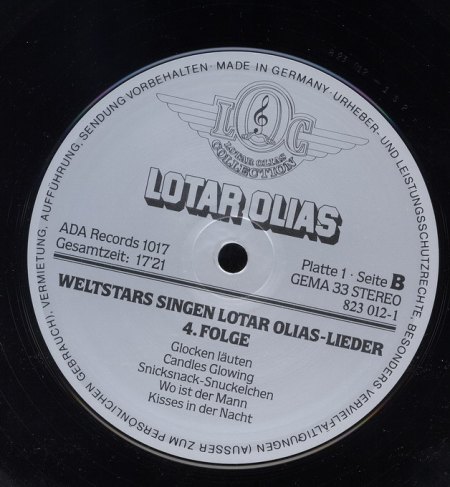 VERMIETUNG, AUFFÜHRUNG, SENDUNG VORBEHALTEN · MADE IN GERMANY · URHEBER- UND LEISTUNGSSCHUTZRECHTE, BESONDERS VERVIELFÄLTIGUNGEN (AUSSER ZUM PERSÖNLICHEN GEBRAUCH),
LOC
LOTAR OLIAS
COLLECTION
LOTAR OLIAS
ADA Records 1017
Gesamtzeit: 17'21
Platte 1 · Seite B
GEMA 33 STEREO
823 012-1
WELTSTARS SINGEN LOTAR OLIAS-LIEDER
4. FOLGE
Glocken läuten
Candles Glowing
Snicksnack-Snuckelchen
Wo ist der Mann
Kisses in der Nacht